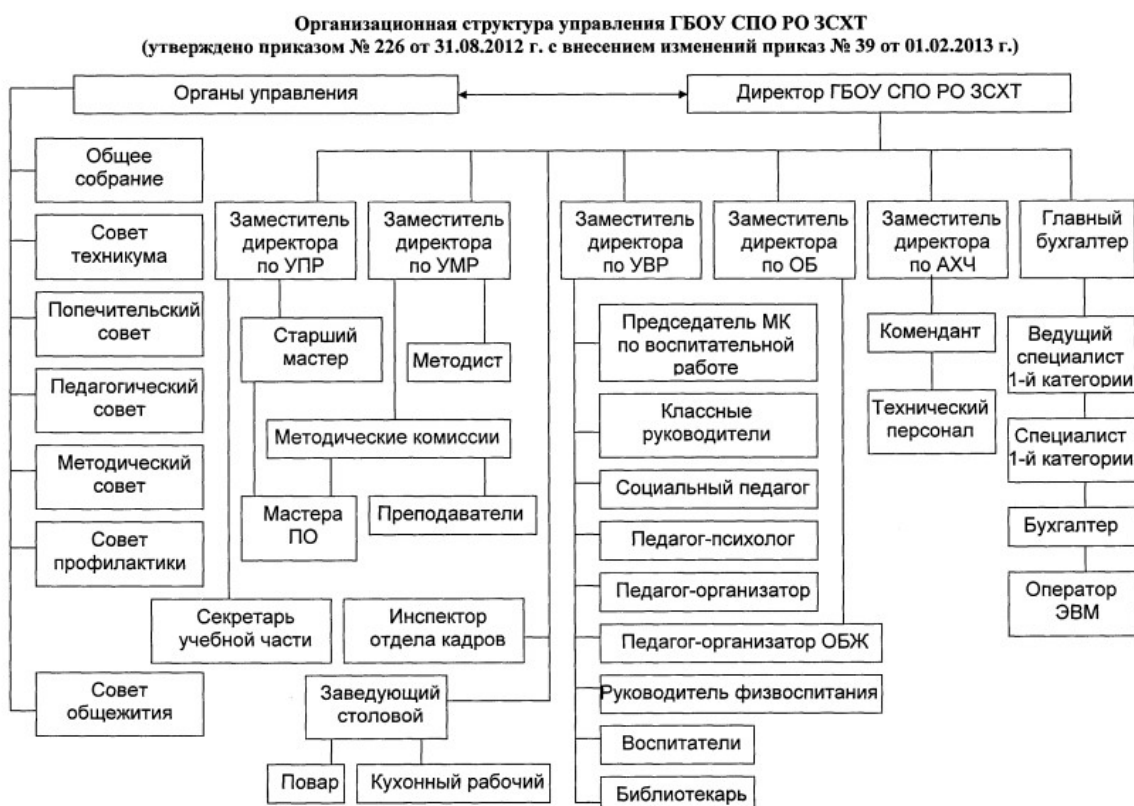 Организационная структура управления ГБОУ СПО РО ЗСХТ
(утверждено приказом № 226 от 31.08.2012 г. с внесением изменений приказ № 39 от 01.02.2013 г.)
Органы управления
Директор ГБОУ СПО РО ЗСХТ
Общее
собрание
Совет
техникума
Попечительский
совет
Педагогический
совет
Методический
совет
Совет
профилактики
Совет
общежития
Заместитель
директора
по УПР
Заместитель
директора
по УМР
Заместитель
директора
по УВР
Заместитель
директора
по ОБ
Заместитель
директора
по АХЧ
Главный
бухгалтер
Старший
мастер
Методист
Методические комиссии
Мастера
ПО
Преподаватели
Секретарь
учебной части
Инспектор
отдела кадров
Заведующий
столовой
Повар
Кухонный рабочий
Председатель МК
по воспитательной
работе
Классные
руководители
Социальный педагог
Педагог-психолог
Педагог-организатор
Педагог-организатор ОБЖ
Руководитель физвоспитания
Воспитатели
Библиотекарь
Комендант
Технический
персонал
Ведущий
специалист
1-й категории
Специалист
1-й категории
Бухгалтер
Оператор
ЭВМ